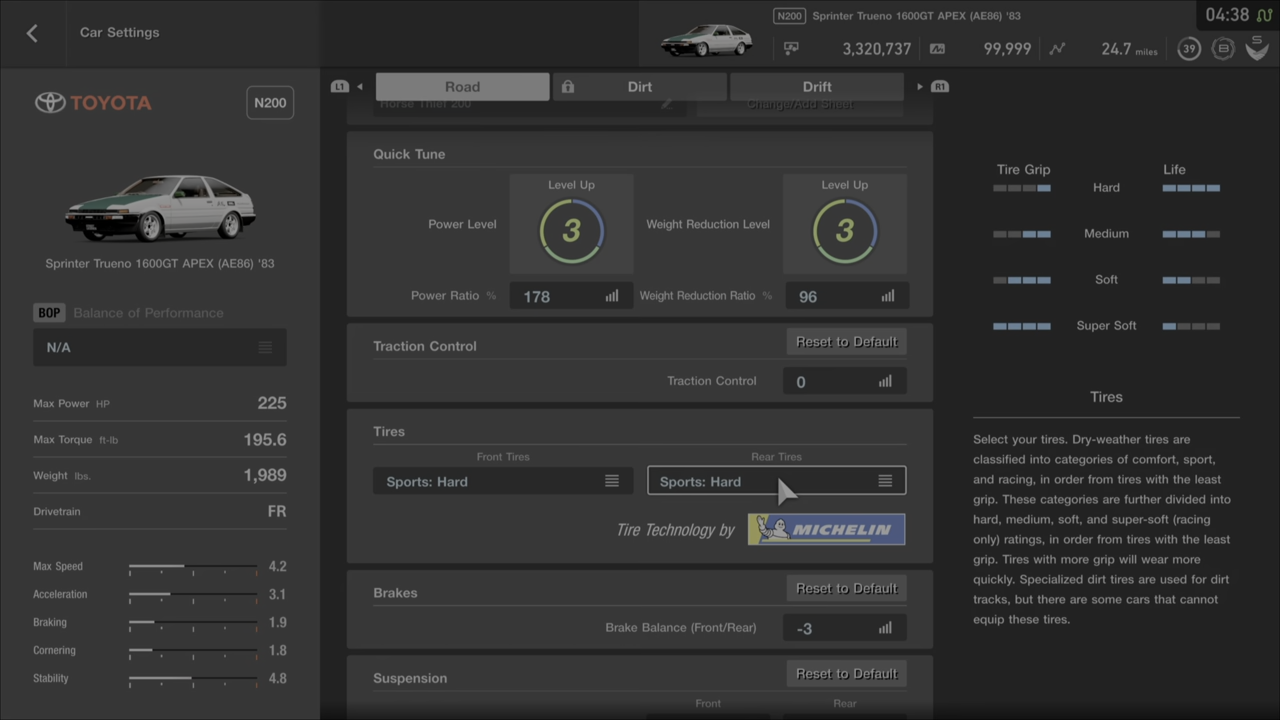 Car Settings
N200 Sprinter Trueno 1600GT APEX (AE86) '83
3,320,737 99,999 24.7 miles 39 B S
04:38
TOYOTA N200
Sprinter Trueno 1600GT APEX (AE86) '83
BOP Balance of Performance
N/A
Max Power HP 225
Max Torque ft-lb 195.6
Weight lbs. 1,989
Drivetrain FR
Max Speed 4.2
Acceleration 3.1
Braking 1.9
Cornering 1.8
Stability 4.8
L1 Road Dirt Drift R1
Horse Thief 200 Change/Add Sheet
Quick Tune
Level Up Level Up
Power Level 3 Weight Reduction Level 3
Power Ratio % 178 Weight Reduction Ratio % 96
Traction Control Reset to Default
Traction Control 0
Tires
Front Tires Rear Tires
Sports: Hard Sports: Hard
Tire Technology by MICHELIN
Brakes Reset to Default
Brake Balance (Front/Rear) -3
Suspension Reset to Default
Front Rear
Tire Grip Life
Hard
Medium
Soft
Super Soft
Tires
Select your tires. Dry-weather tires are
classified into categories of comfort, sport,
and racing, in order from tires with the least
grip. These categories are further divided into
hard, medium, soft, and super-soft (racing
only) ratings, in order from tires with the least
grip. Tires with more grip will wear more
quickly. Specialized dirt tires are used for dirt
tracks, but there are some cars that cannot
equip these tires.